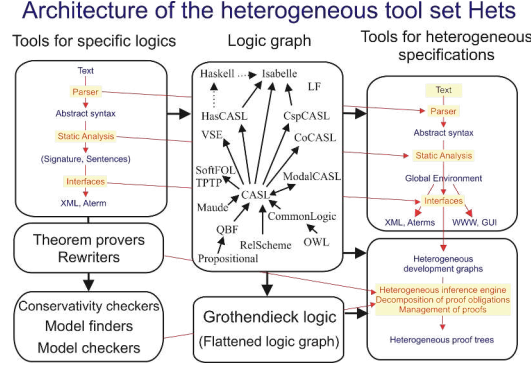 Architecture of the heterogeneous tool set Hets
Tools for specific logics
Text
Parser
Abstract syntax
Static Analysis
(Signature, Sentences)
Interfaces
XML, Aterm
Theorem provers
Rewriters
Conservativity checkers
Model finders
Model checkers
Logic graph
Haskell
Isabelle
LF
HasCASL
CspCASL
VSE
CoCASL
SoftFOL
TPTP
ModalCASL
CASL
Maude
CommonLogic
QBF
RelScheme
OWL
Propositional
Grothendieck logic
(Flattened logic graph)
Tools for heterogeneous
specifications
Text
Parser
Abstract syntax
Static Analysis
Global Environment
Interfaces
XML, Aterms
WWW, GUI
Heterogeneous
development graphs
Heterogeneous inference engine
Decomposition of proof obligations
Management of proofs
Heterogeneous proof trees